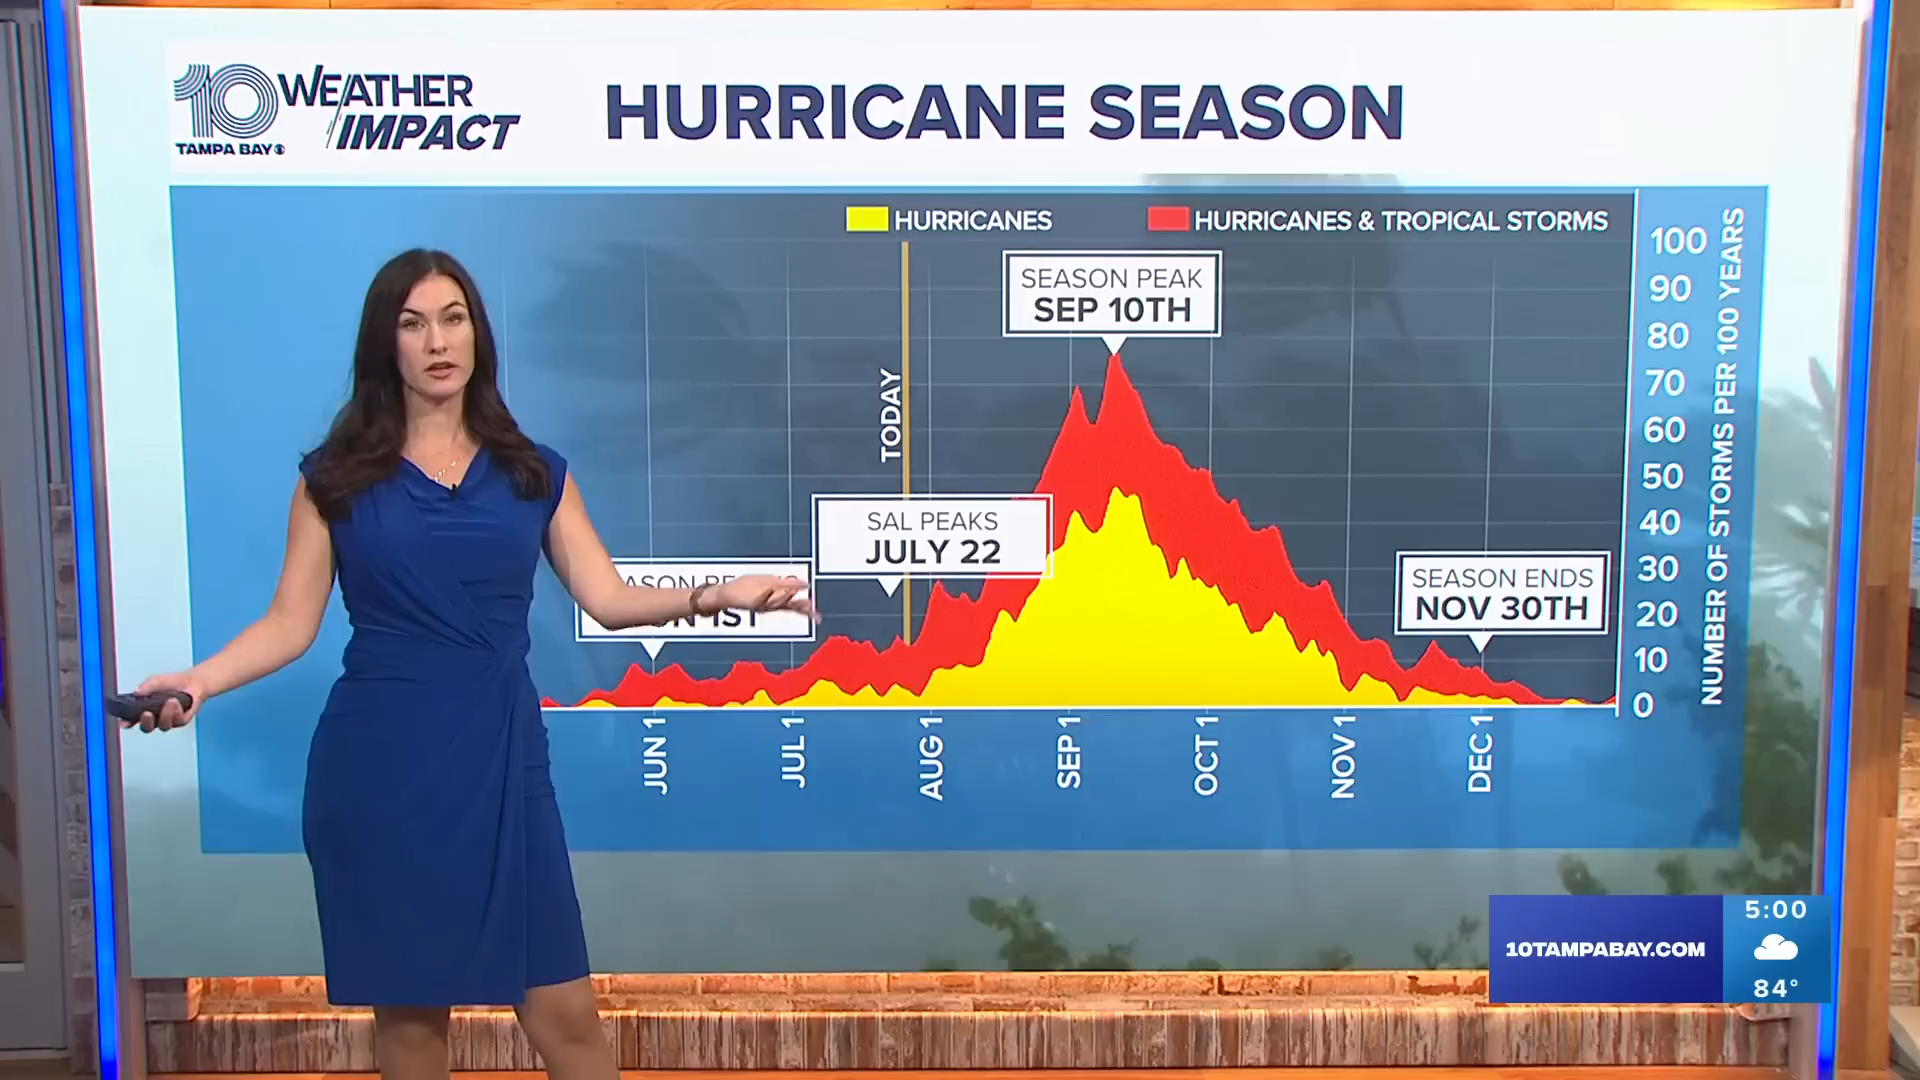 10 WEATHER
IMPACT
TAMPA BAY
HURRICANE SEASON
HURRICANES
HURRICANES & TROPICAL STORMS
SEASON PEAK
SEP 10TH
TODAY
SAL PEAKS
JULY 22
1ST
SEASON ENDS
NOV 30TH
100
90
80
70
60
50
40
30
20
10
0
NUMBER OF STORMS PER 100 YEARS
JUN 1
JUL 1
AUG 1
SEP 1
OCT 1
NOV 1
DEC 1
10TAMPABAY.COM
5:00
84°